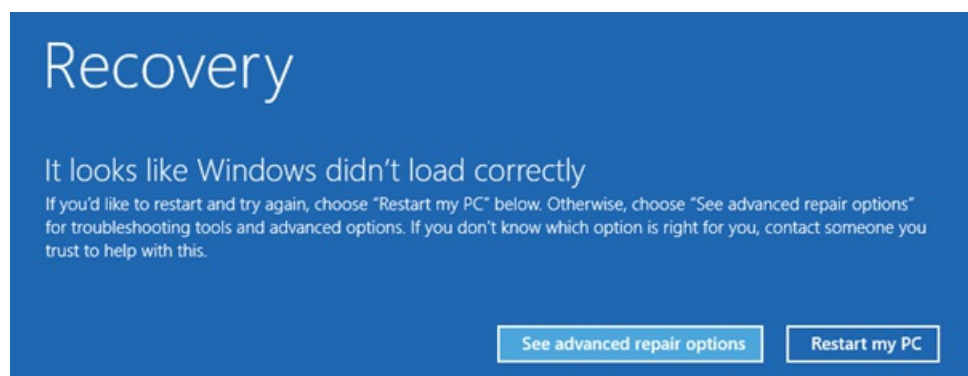 Recovery
It looks like Windows didn't load correctly
If you'd like to restart and try again, choose "Restart my PC" below. Otherwise, choose "See advanced repair options"
for troubleshooting tools and advanced options. If you don't know which option is right for you, contact someone you
trust to help with this.
See advanced repair options
Restart my PC